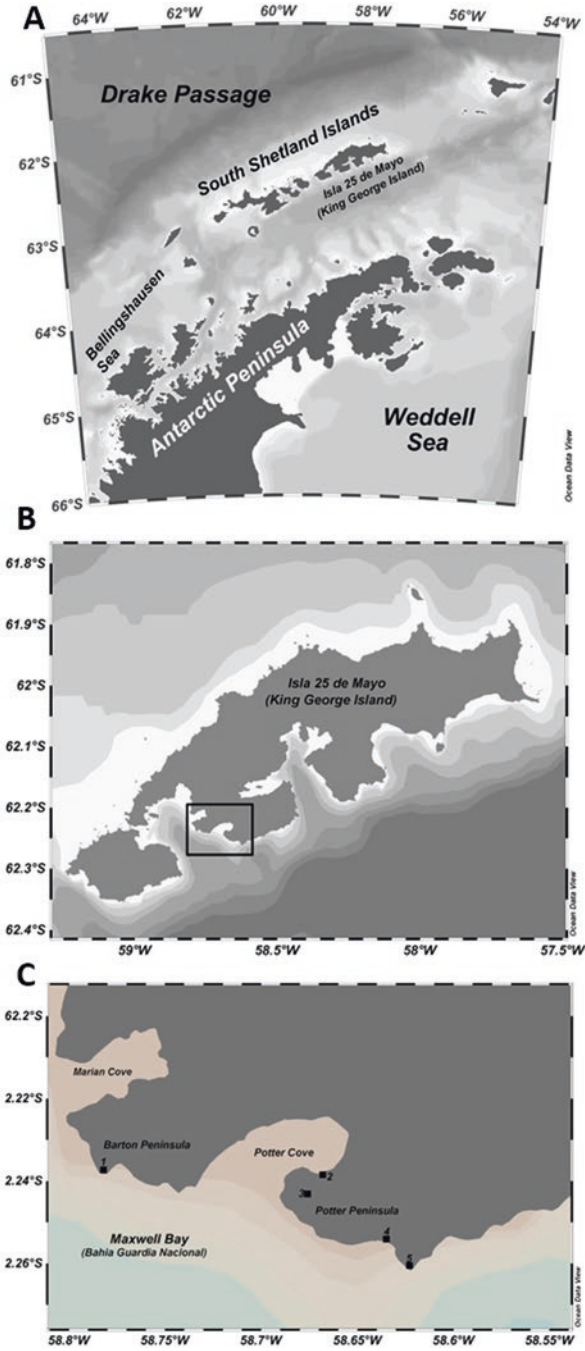 A
64°W 62°W 60°W 58°W 56°W 54°W
61°S
Drake Passage
62°S
South Shetland Islands
Isla 25 de Mayo
(King George Island)
63°S
Bellingshausen
Sea
64°S
Antarctic Peninsula
65°S
Weddell
Sea
66°S
Ocean Data View
B
61.8°S
61.9°S
62°S
Isla 25 de Mayo
(King George Island)
62.1°S
62.2°S
62.3°S
62.4°S
59°W 58.5°W 58°W 57.5°W
Ocean Data View
C
62.2°S
Marian Cove
2.22°S
Barton Peninsula
1
Potter Cove
2
2.24°S
3
Potter Peninsula
4
Maxwell Bay
(Bahia Guardia Nacional)
5
2.26°S
58.8°W 58.75°W 58.7°W 58.65°W 58.6°W 58.55°W
Ocean Data View